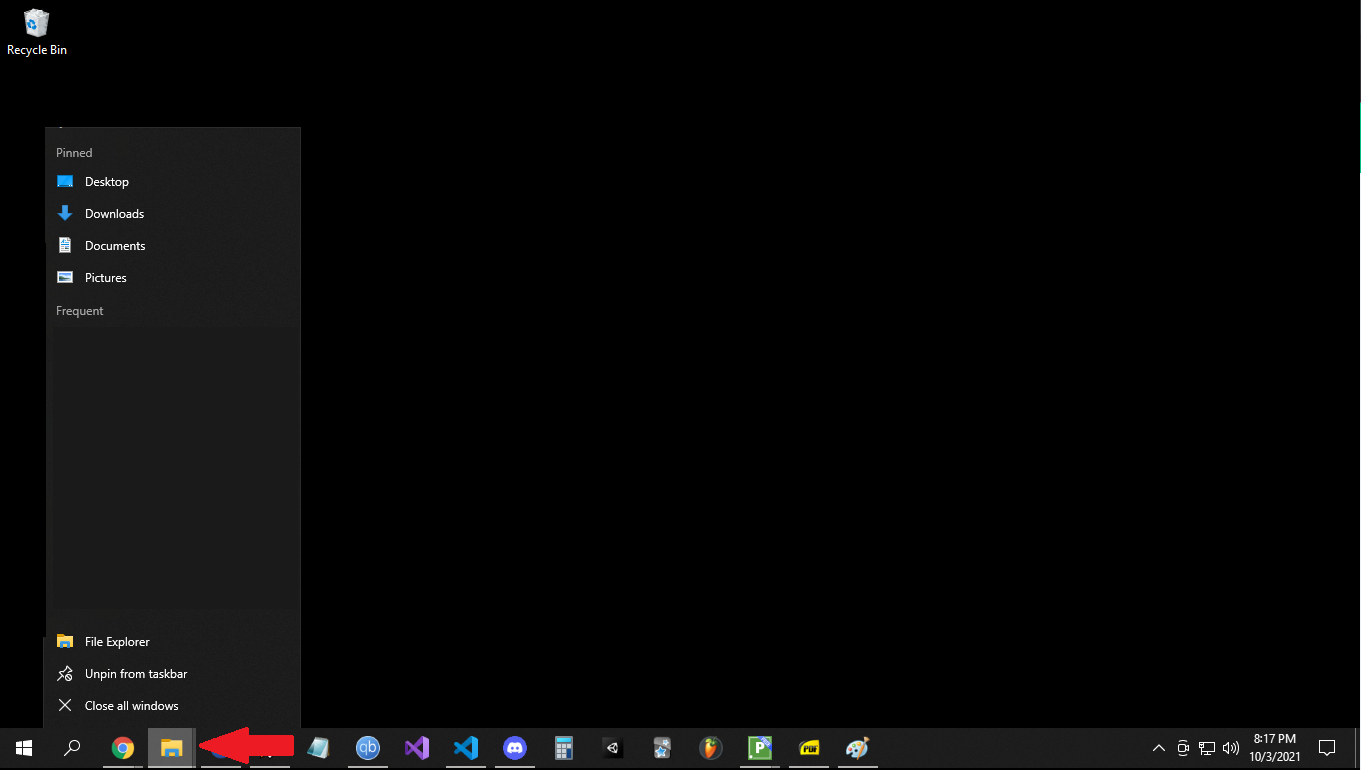 Recycle Bin
Pinned
Desktop
Downloads
Documents
Pictures
Frequent
File Explorer
Unpin from taskbar
Close all windows
qb
P
PDF
8:17 PM
10/3/2021